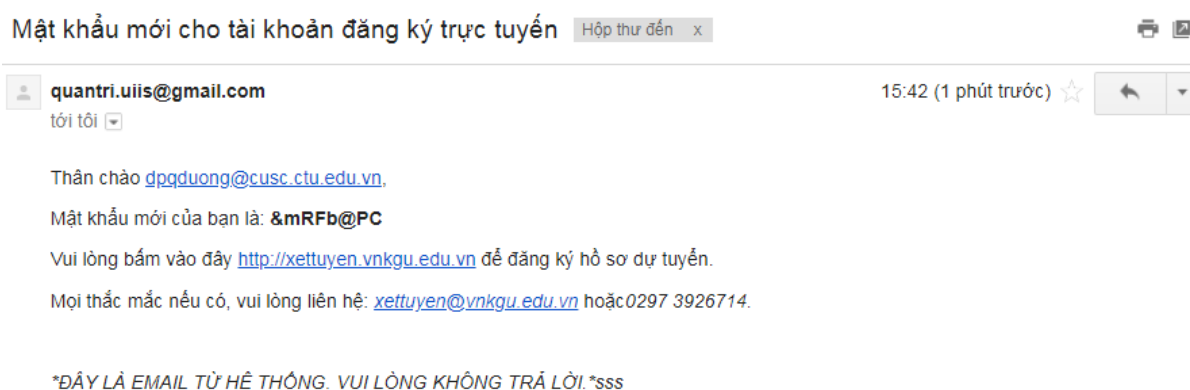 Mật khẩu mới cho tài khoản đăng ký trực tuyến Hộp thư đến x
quantri.uiis@gmail.com 15:42 (1 phút trước)
tới tôi
Thân chào dpqduong@cusc.ctu.edu.vn,
Mật khẩu mới của bạn là: &mRFb@PC
Vui lòng bấm vào đây http://xettuyen.vnkgu.edu.vn để đăng ký hồ sơ dự tuyển.
Mọi thắc mắc nếu có, vui lòng liên hệ: xettuyen@vnkgu.edu.vn hoặc0297 3926714.
*ĐÂY LÀ EMAIL TỪ HỆ THỐNG. VUI LÒNG KHÔNG TRẢ LỜI.*sss